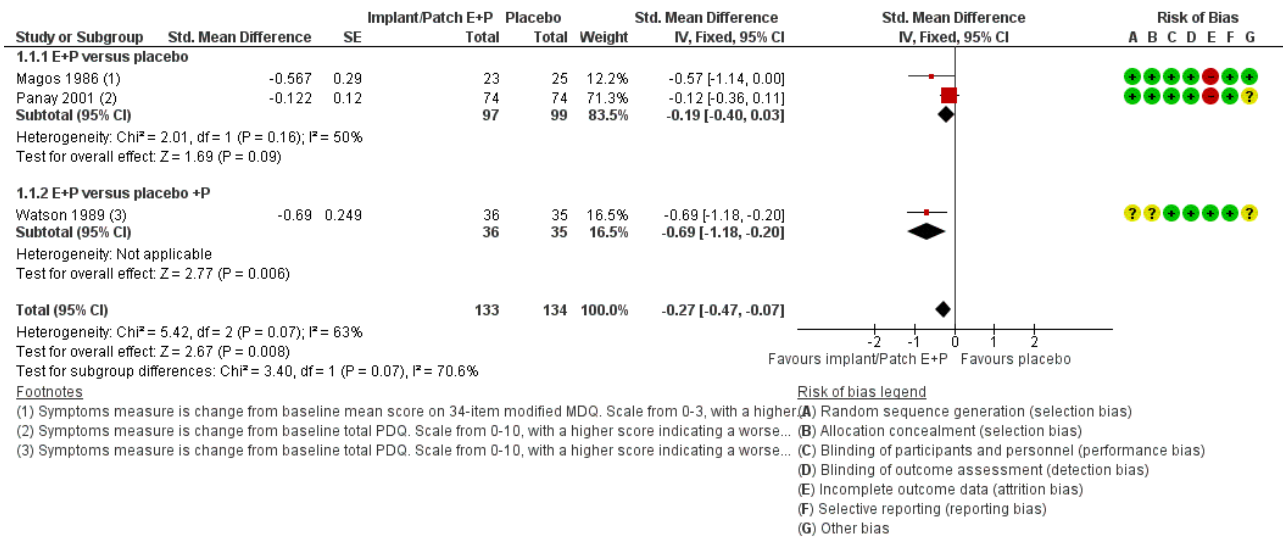 Implant/Patch E+P Placebo Std. Mean Difference Std. Mean Difference Risk of Bias
Study or Subgroup Std. Mean Difference SE Total Total Weight IV, Fixed, 95% CI IV, Fixed, 95% CI A B C D E F G
1.1.1 E+P versus placebo
Magos 1986 (1) -0.567 0.29 23 25 12.2% -0.57 [-1.14, 0.00] + + + + - + +
Panay 2001 (2) -0.122 0.12 74 74 71.3% -0.12 [-0.36, 0.11] + + + + - + ?
Subtotal (95% CI) 97 99 83.5% -0.19 [-0.40, 0.03]
Heterogeneity: Chi² = 2.01, df = 1 (P = 0.16); I² = 50%
Test for overall effect: Z = 1.69 (P = 0.09)
1.1.2 E+P versus placebo +P
Watson 1989 (3) -0.69 0.249 36 35 16.5% -0.69 [-1.18, -0.20] ? ? + + + + ?
Subtotal (95% CI) 36 35 16.5% -0.69 [-1.18, -0.20]
Heterogeneity: Not applicable
Test for overall effect: Z = 2.77 (P = 0.006)
Total (95% CI) 133 134 100.0% -0.27 [-0.47, -0.07]
Heterogeneity: Chi² = 5.42, df = 2 (P = 0.07); I² = 63%
Test for overall effect: Z = 2.67 (P = 0.008)
Test for subgroup differences: Chi² = 3.40, df = 1 (P = 0.07), I² = 70.6%
-2 -1 0 1 2
Favours implant/Patch E+P Favours placebo
Footnotes
(1) Symptoms measure is change from baseline mean score on 34-item modified MDQ. Scale from 0-3, with a higher...
(2) Symptoms measure is change from baseline total PDQ. Scale from 0-10, with a higher score indicating a worse...
(3) Symptoms measure is change from baseline total PDQ. Scale from 0-10, with a higher score indicating a worse...
Risk of bias legend
(A) Random sequence generation (selection bias)
(B) Allocation concealment (selection bias)
(C) Blinding of participants and personnel (performance bias)
(D) Blinding of outcome assessment (detection bias)
(E) Incomplete outcome data (attrition bias)
(F) Selective reporting (reporting bias)
(G) Other bias